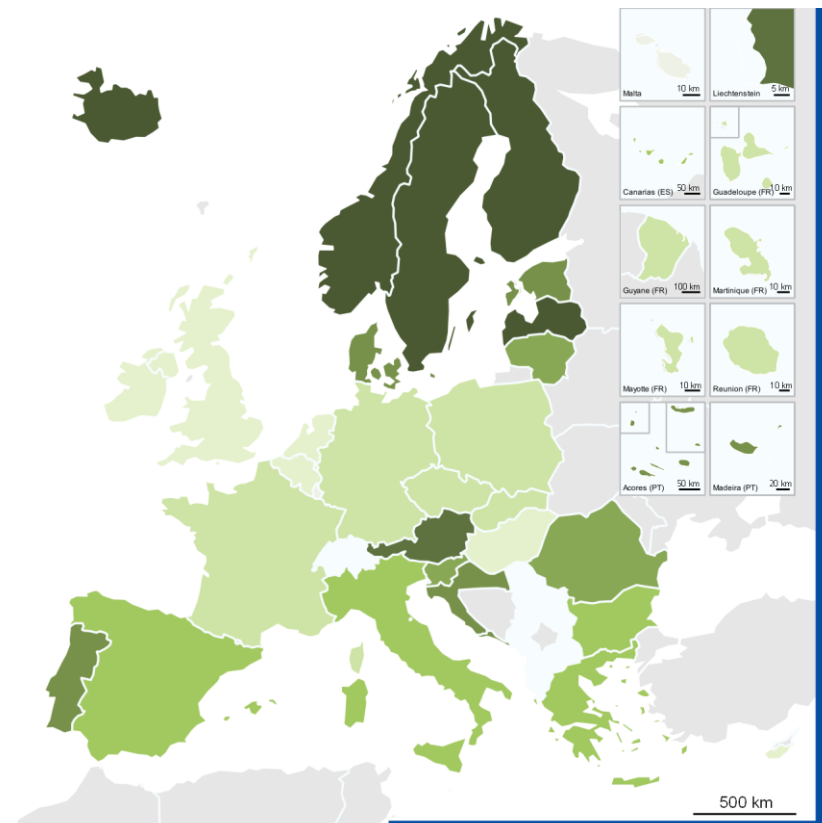 Malta 10 km
Liechtenstein 5 km
Canarias (ES) 50 km
Guadeloupe (FR) 10 km
Guyane (FR) 100 km
Martinique (FR) 10 km
Mayotte (FR) 10 km
Reunion (FR) 10 km
Acores (PT) 50 km
Madeira (PT) 20 km
500 km